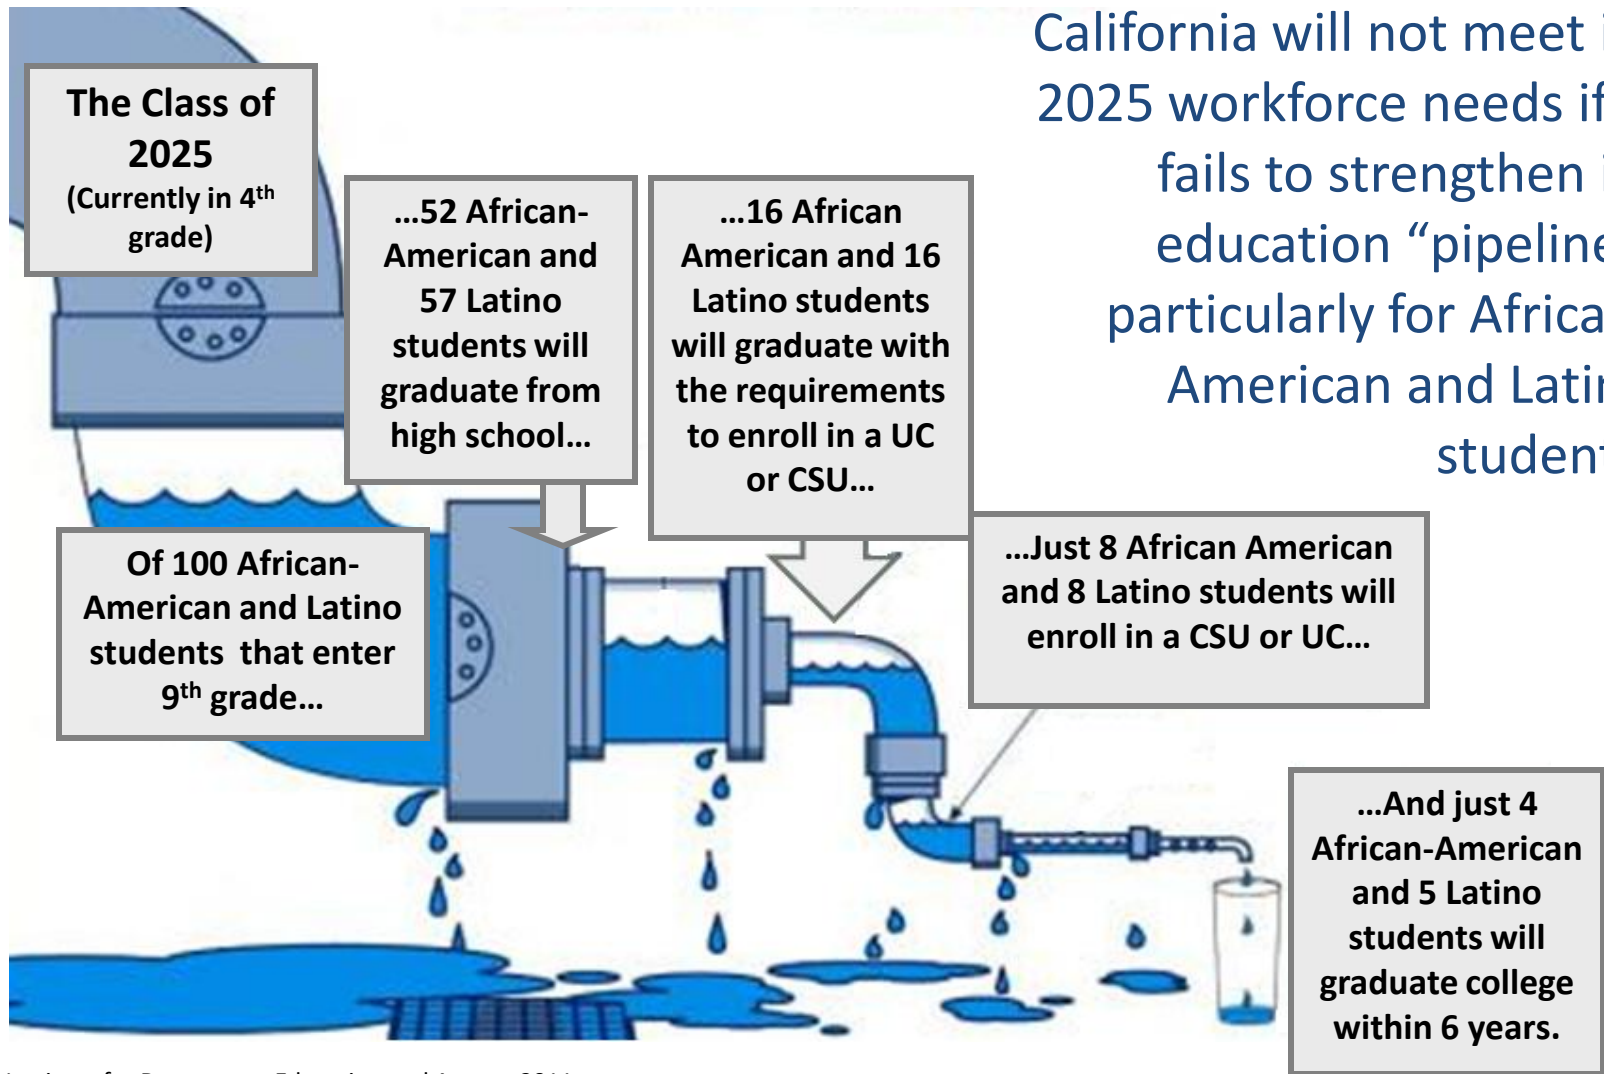 California will not meet
2025 workforce needs if
fails to strengthen
education “pipeline
particularly for Africa
American and Lati
student
The Class of
2025
(Currently in 4th
grade)
…52 African-
American and
57 Latino
students will
graduate from
high school…
…16 African
American and 16
Latino students
will graduate with
the requirements
to enroll in a UC
or CSU…
Of 100 African-
American and Latino
students that enter
9th grade…
…Just 8 African American
and 8 Latino students will
enroll in a CSU or UC…
…And just 4
African-American
and 5 Latino
students will
graduate college
within 6 years.